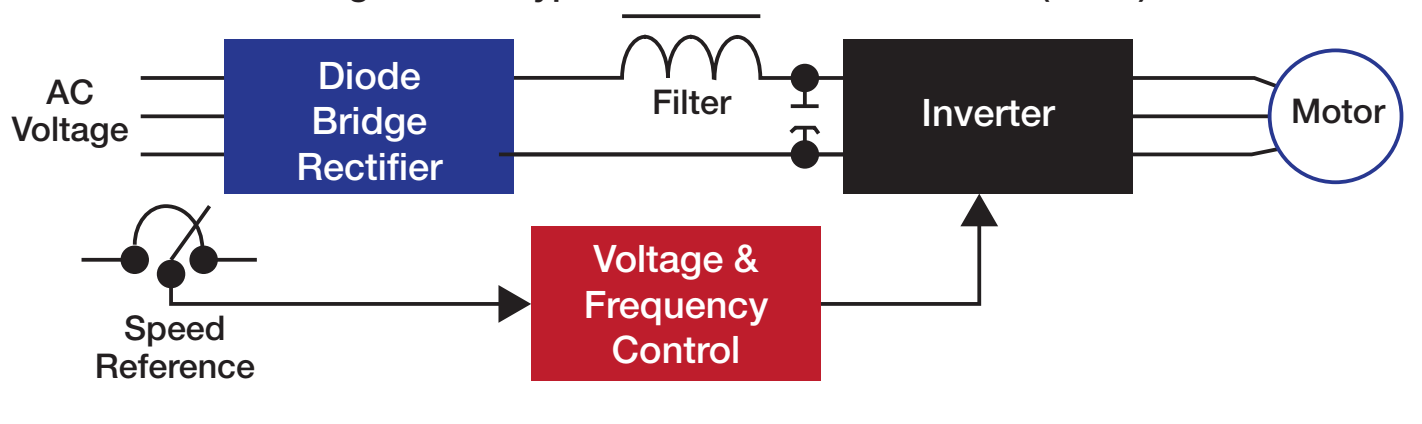 AC
Voltage
Diode
Bridge
Rectifier
Filter
Inverter
Motor
Speed
Reference
Voltage &
Frequency
Control